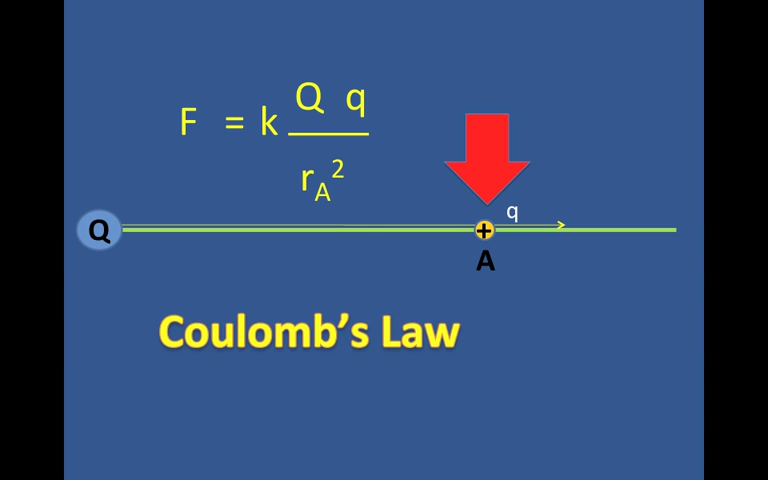 F = k Q q
r_A^2
q
Q
+
A
Coulomb's Law